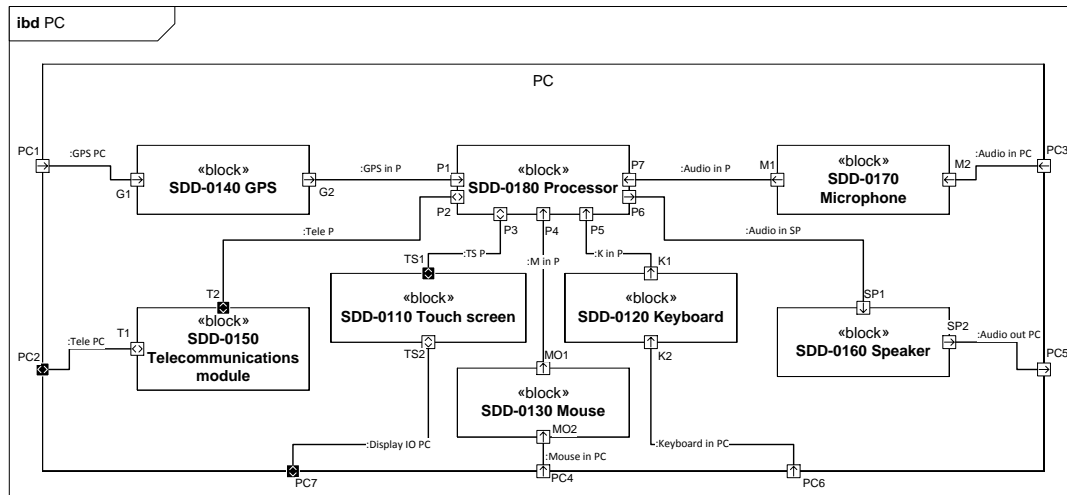 ibd PC
PC
PC1
:GPS PC
G1
«block»
SDD-0140 GPS
G2
:GPS in P
P1
P2
«block»
SDD-0180 Processor
P7
P6
P3
P4
P5
:Audio in P
M1
«block»
SDD-0170
Microphone
M2
:Audio in PC
PC3
:Tele P
TS1
:TS P
:M in P
:K in P
K1
:Audio in SP
T2
«block»
SDD-0150
Telecommunications
module
T1
:Tele PC
PC2
«block»
SDD-0110 Touch screen
TS2
«block»
SDD-0120 Keyboard
K2
SP1
«block»
SDD-0160 Speaker
SP2
:Audio out PC
PC5
MO1
«block»
SDD-0130 Mouse
MO2
:Display IO PC
:Mouse in PC
:Keyboard in PC
PC7
PC4
PC6